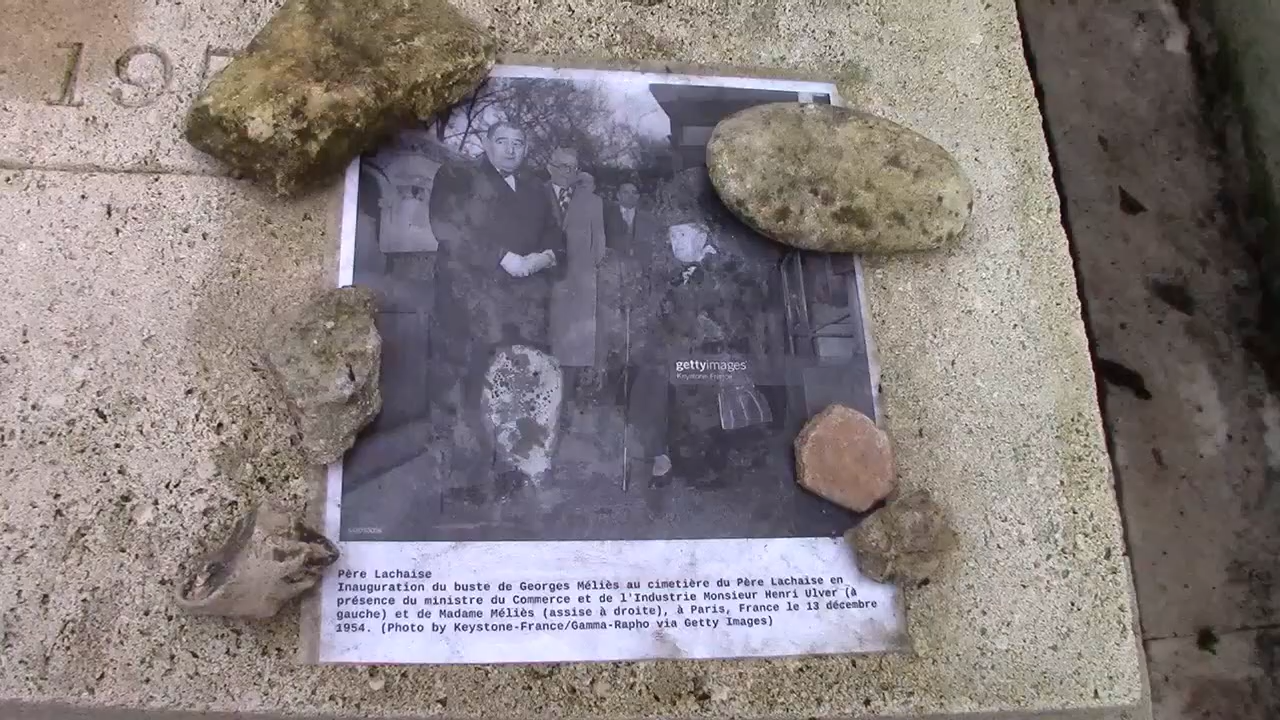 195
gettyimages
Keystone-France
Père Lachaise
Inauguration du buste de Georges Méliès au cimetière du Père Lachaise en
présence du ministre du Commerce et de l'Industrie Monsieur Henri Ulver (à
gauche) et de Madame Méliès (assise à droite), à Paris, France le 13 décembre
1954. (Photo by Keystone-France/Gamma-Rapho via Getty Images)